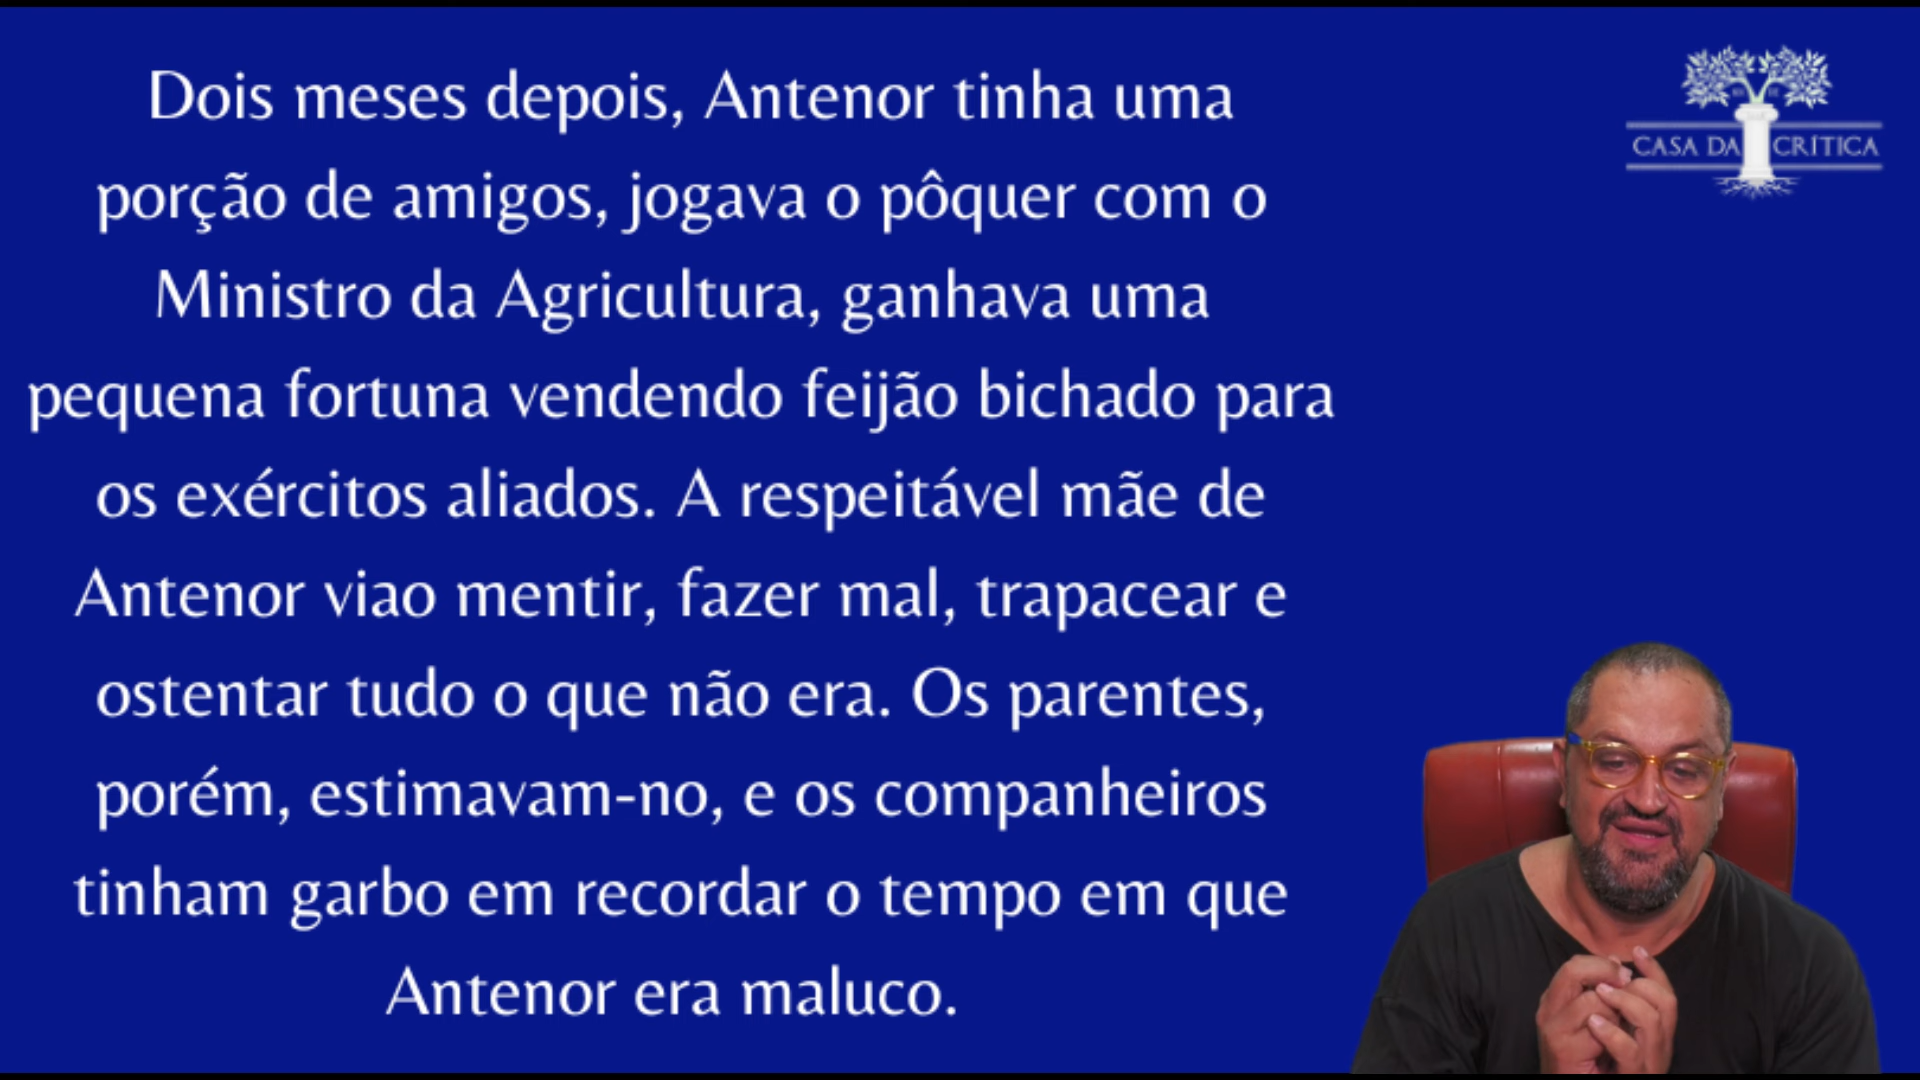 Dois meses depois, Antenor tinha uma
porção de amigos, jogava o pôquer com o
Ministro da Agricultura, ganhava uma
pequena fortuna vendendo feijão bichado para
os exércitos aliados. A respeitável mãe de
Antenor viao mentir, fazer mal, trapacear e
ostentar tudo o que não era. Os parentes,
porém, estimavam-no, e os companheiros
tinham garbo em recordar o tempo em que
Antenor era maluco.
CASA DA CRÍTICA